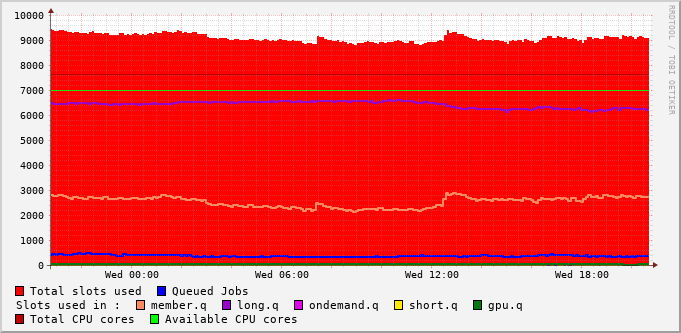 RRDTOOL / TOBI OETIKER
10000
9000
8000
7000
6000
5000
4000
3000
2000
1000
0
Wed 00:00 Wed 06:00 Wed 12:00 Wed 18:00
Total slots used Queued Jobs
Slots used in : member.q long.q ondemand.q short.q gpu.q
Total CPU cores Available CPU cores